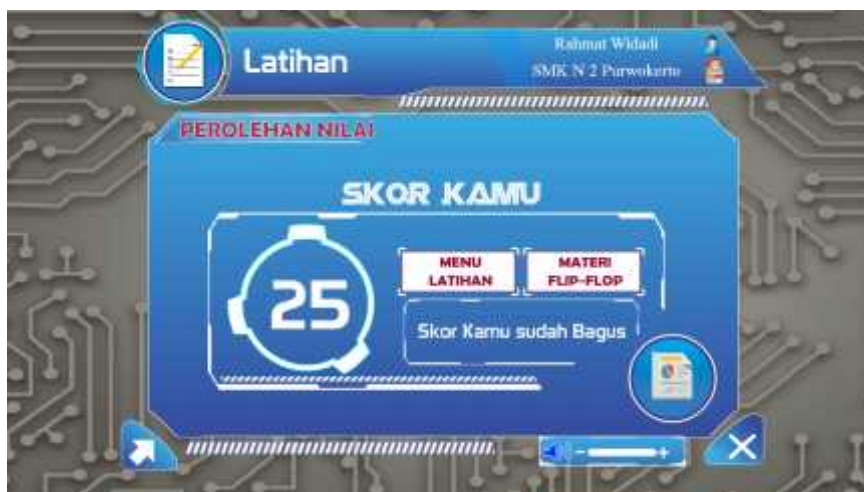 Latihan
Rahmat Widadi
SMK N 2 Purwokerto
PEROLEHAN NILAI
SKOR KAMU
25
MENU
LATIHAN
MATERI
FLIP-FLOP
Skor Kamu sudah Bagus